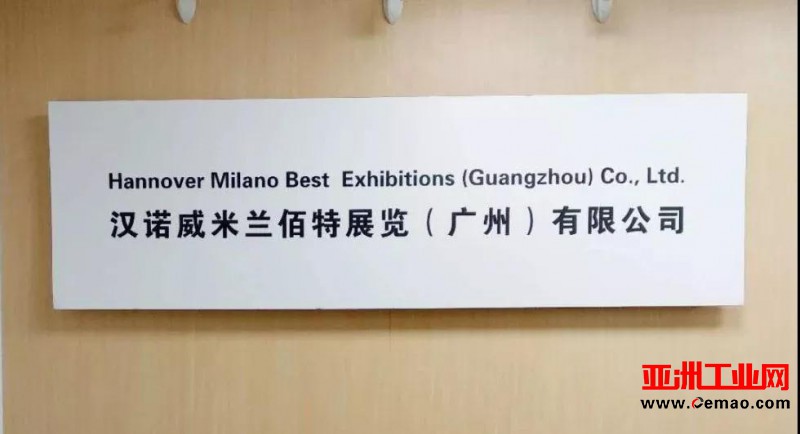 Hannover Milano Best Exhibitions (Guangzhou) Co., Ltd.
汉诺威米兰佰特展览（广州）有限公司
亚洲工业网
www.Cemao.com